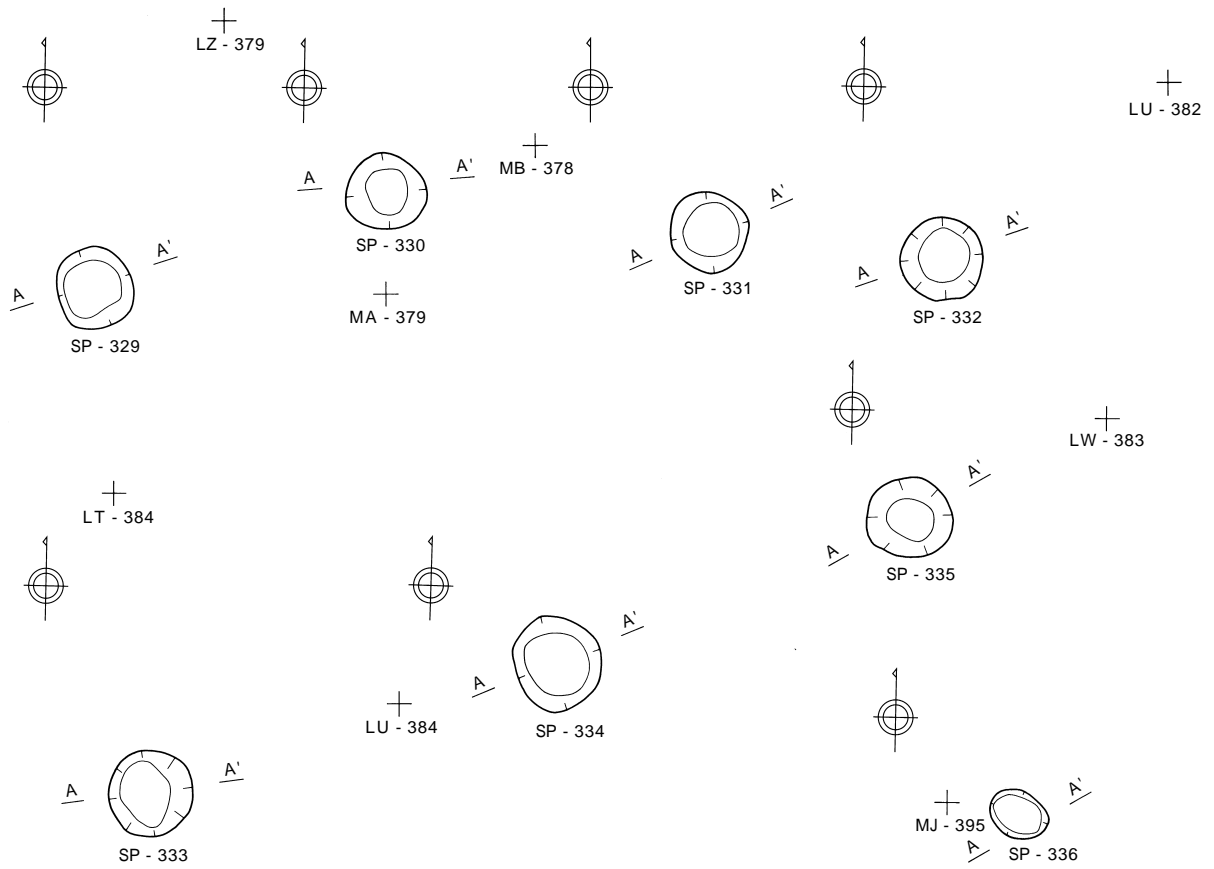 LZ - 379
LU - 382
MB - 378
A A'
SP - 330
A A'
SP - 331
A A'
SP - 332
A A'
SP - 329
MA - 379
LW - 383
LT - 384
A A'
SP - 335
A A'
SP - 334
LU - 384
A A'
SP - 333
MJ - 395
A A'
SP - 336